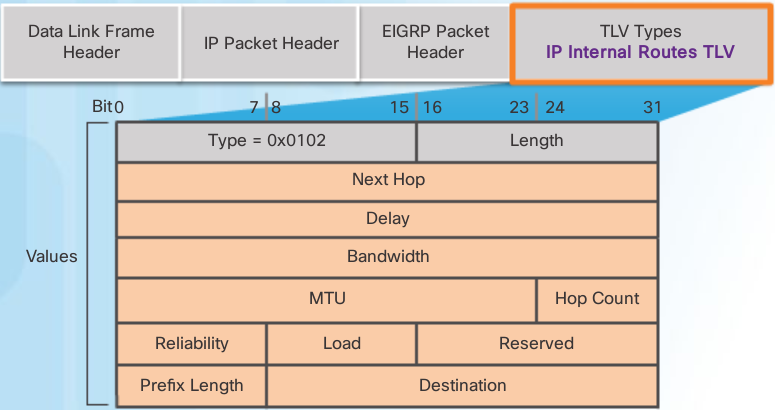 Data Link Frame
Header
IP Packet Header
EIGRP Packet
Header
TLV Types
IP Internal Routes TLV
Bit0 7 8 15 16 23 24 31
Type = 0x0102 Length
Next Hop
Delay
Values Bandwidth
MTU Hop Count
Reliability Load Reserved
Prefix Length Destination